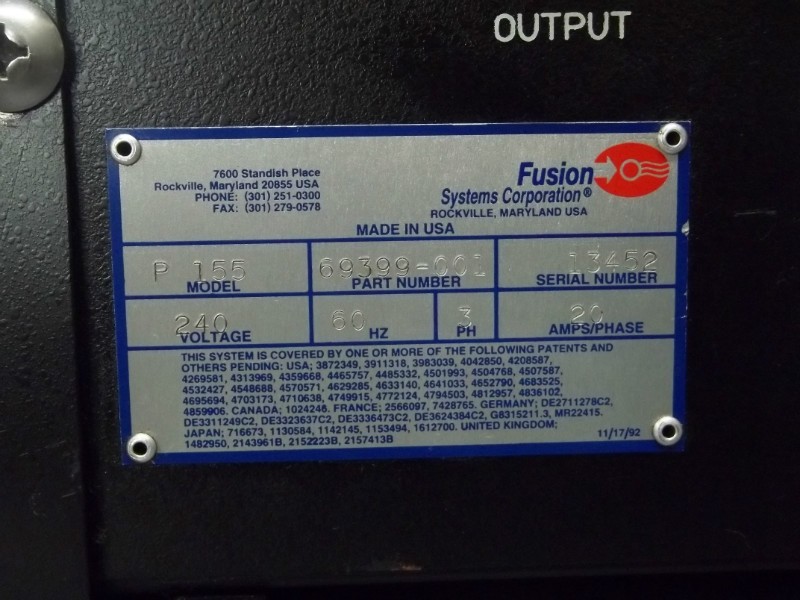 OUTPUT
7600 Standish Place
Rockville, Maryland 20855 USA
PHONE: (301) 251-0300
FAX: (301) 279-0578
Fusion
Systems Corporation®
ROCKVILLE, MARYLAND USA
MADE IN USA
P 155 69399-001 13452
MODEL PART NUMBER SERIAL NUMBER
240 60 3 20
VOLTAGE HZ PH AMPS/PHASE
THIS SYSTEM IS COVERED BY ONE OR MORE OF THE FOLLOWING PATENTS AND
OTHERS PENDING: USA; 3872349, 3911318, 3983039, 4042850, 4208587,
4269581, 4313969, 4359668, 4465757, 4485332, 4501993, 4504768, 4507587,
4532427, 4548688, 4570571, 4629285, 4633140, 4641033, 4652790, 4683525,
4695694, 4703173, 4710638, 4749915, 4772124, 4794503, 4812957, 4836102,
4859906. CANADA; 1024246. FRANCE; 2566097, 7428765. GERMANY; DE2711278C2,
DE3311249C2, DE3323637C2, DE3336473C2, DE3624384C2, G8315211.3, MR22415.
JAPAN; 716673, 1130584, 1142145, 1153494, 1612700. UNITED KINGDOM;
1482950, 2143961B, 2152223B, 2157413B
11/17/92